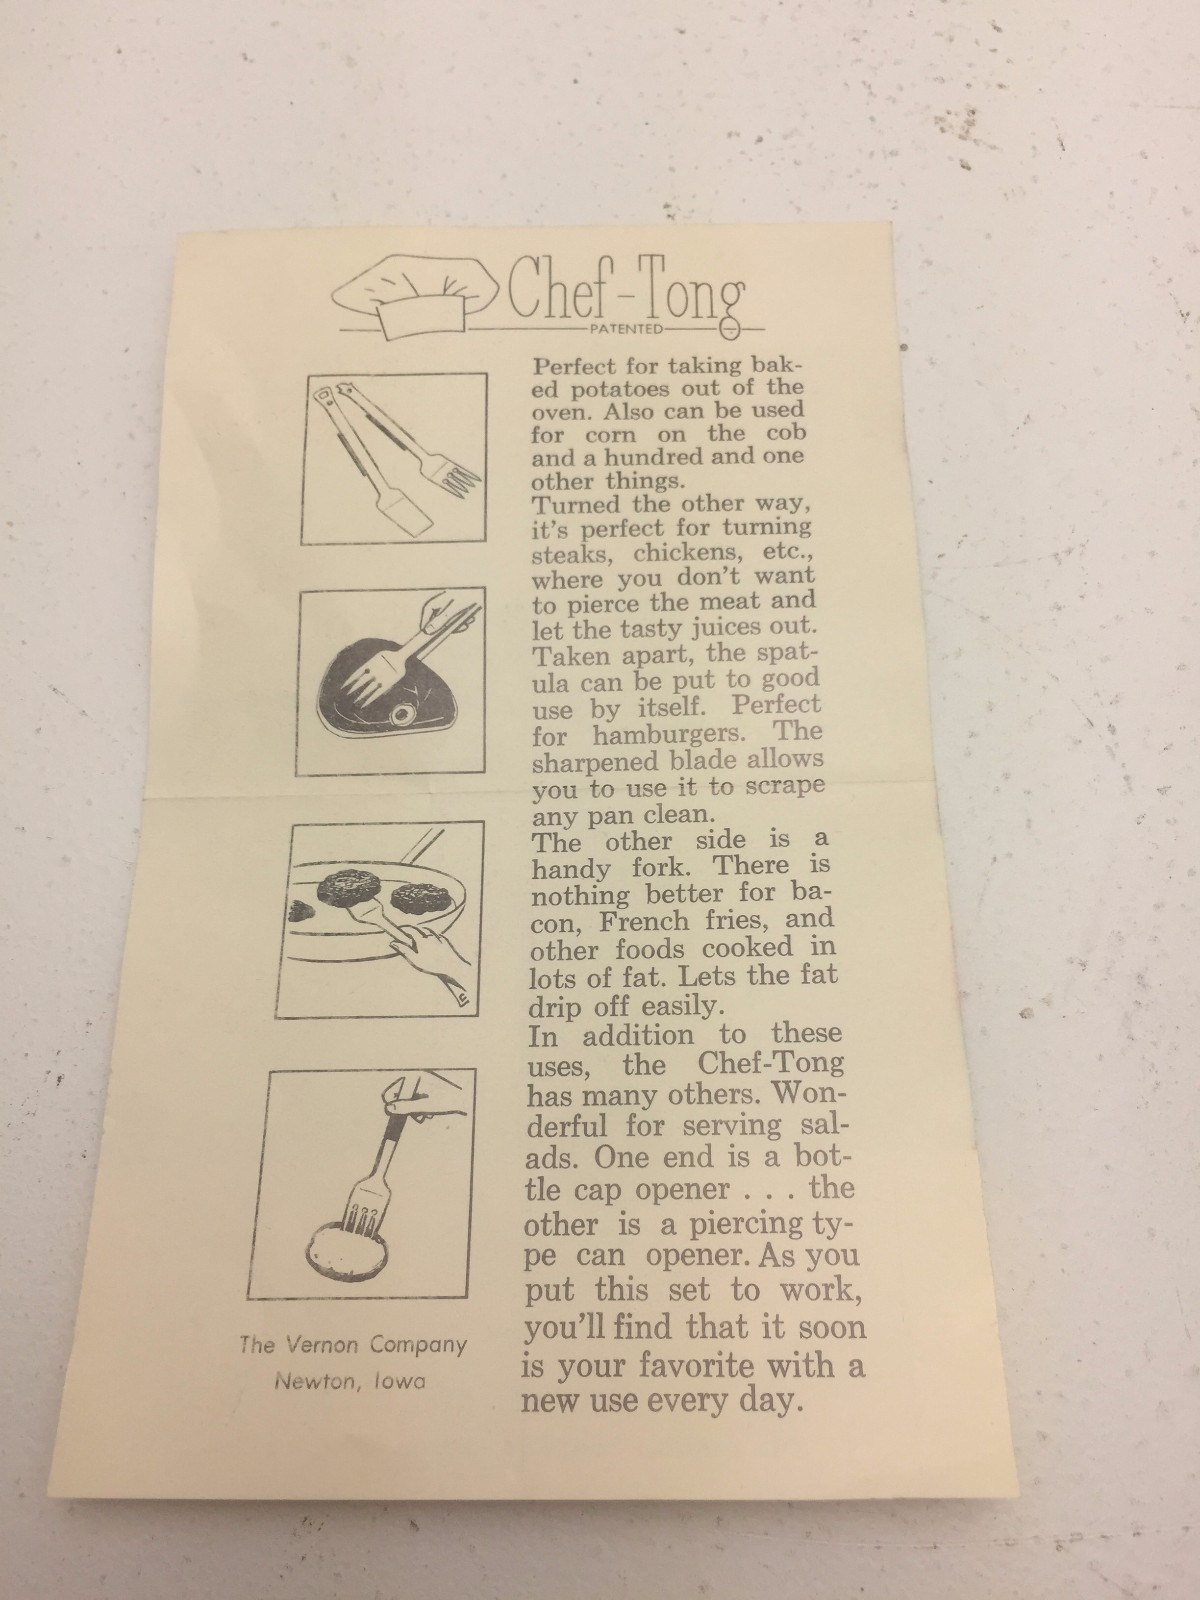 Chef-Tong
PATENTED
Perfect for taking bak-
ed potatoes out of the
oven. Also can be used
for corn on the cob
and a hundred and one
other things.
Turned the other way,
it's perfect for turning
steaks, chickens, etc.,
where you don't want
to pierce the meat and
let the tasty juices out.
Taken apart, the spat-
ula can be put to good
use by itself. Perfect
for hamburgers. The
sharpened blade allows
you to use it to scrape
any pan clean.
The other side is a
handy fork. There is
nothing better for ba-
con, French fries, and
other foods cooked in
lots of fat. Lets the fat
drip off easily.
In addition to these
uses, the Chef-Tong
has many others. Won-
derful for serving sal-
ads. One end is a bot-
tle cap opener . . . the
other is a piercing ty-
pe can opener. As you
put this set to work,
you'll find that it soon
is your favorite with a
new use every day.
The Vernon Company
Newton, Iowa